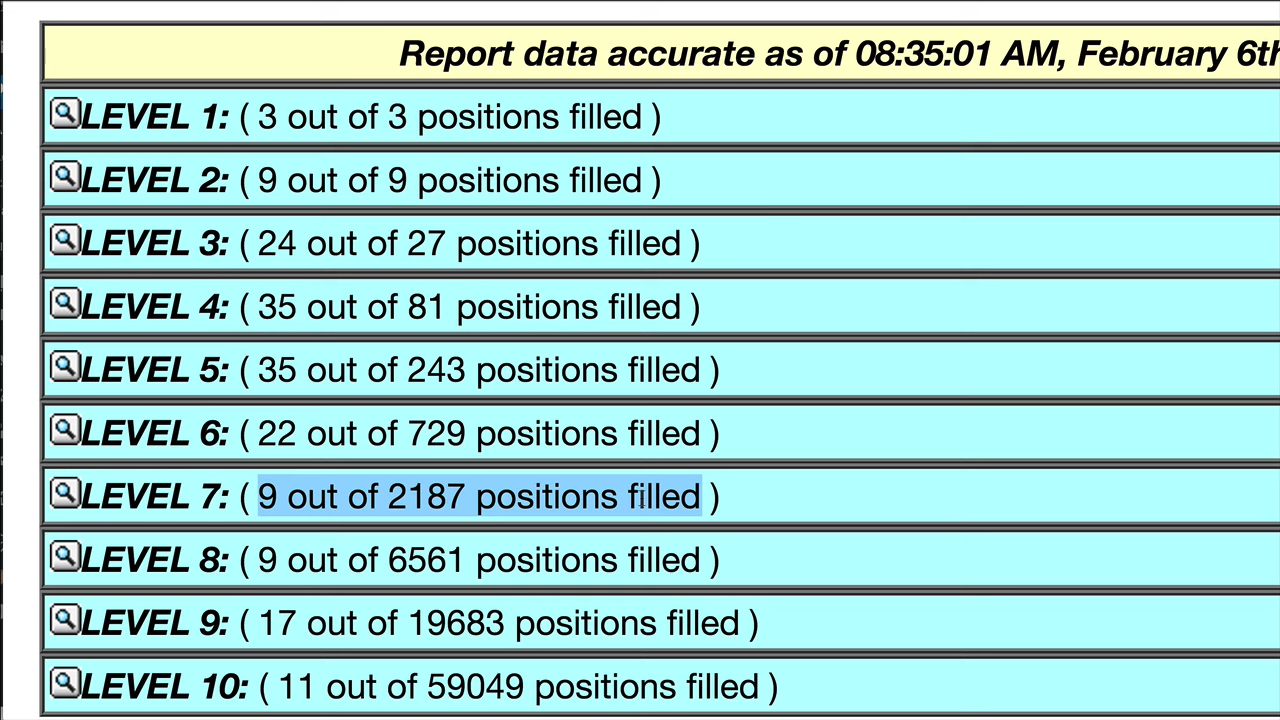 Report data accurate as of 08:35:01 AM, February 6th
LEVEL 1: ( 3 out of 3 positions filled )
LEVEL 2: ( 9 out of 9 positions filled )
LEVEL 3: ( 24 out of 27 positions filled )
LEVEL 4: ( 35 out of 81 positions filled )
LEVEL 5: ( 35 out of 243 positions filled )
LEVEL 6: ( 22 out of 729 positions filled )
LEVEL 7: ( 9 out of 2187 positions filled )
LEVEL 8: ( 9 out of 6561 positions filled )
LEVEL 9: ( 17 out of 19683 positions filled )
LEVEL 10: ( 11 out of 59049 positions filled )